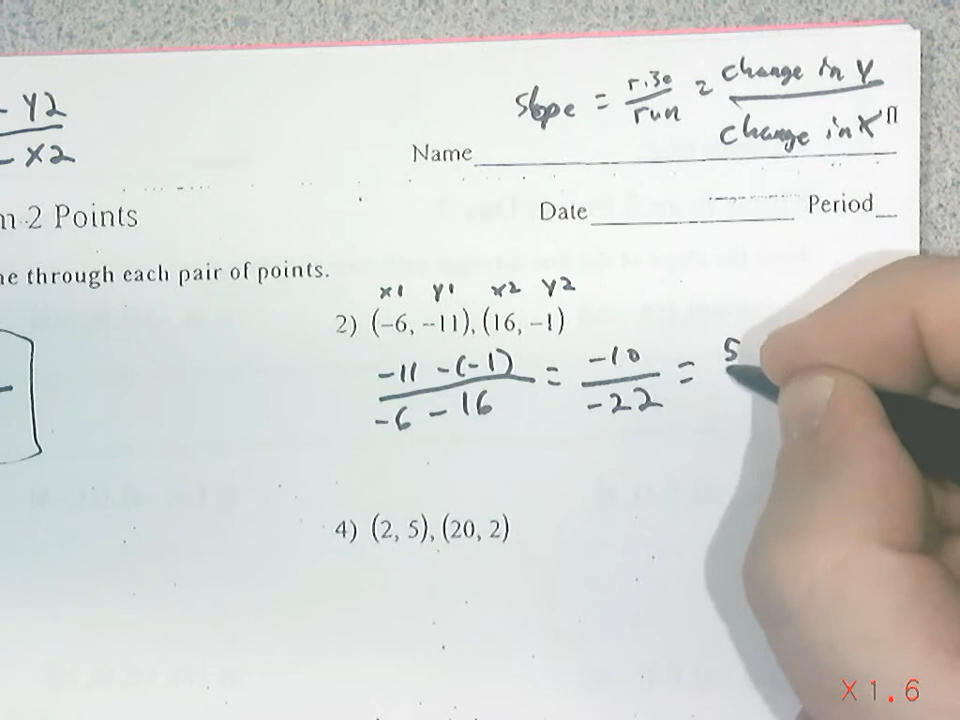 - Y2
- X2
slope = rise/run = change in Y/change in X
Name
n 2 Points
Date Period
e through each pair of points.
x1 y1 x2 y2
2) (-6, -11), (16, -1)
-11 -(-1)/-6 - 16 = -10/-22 = 5
4) (2, 5), (20, 2)
X1.6